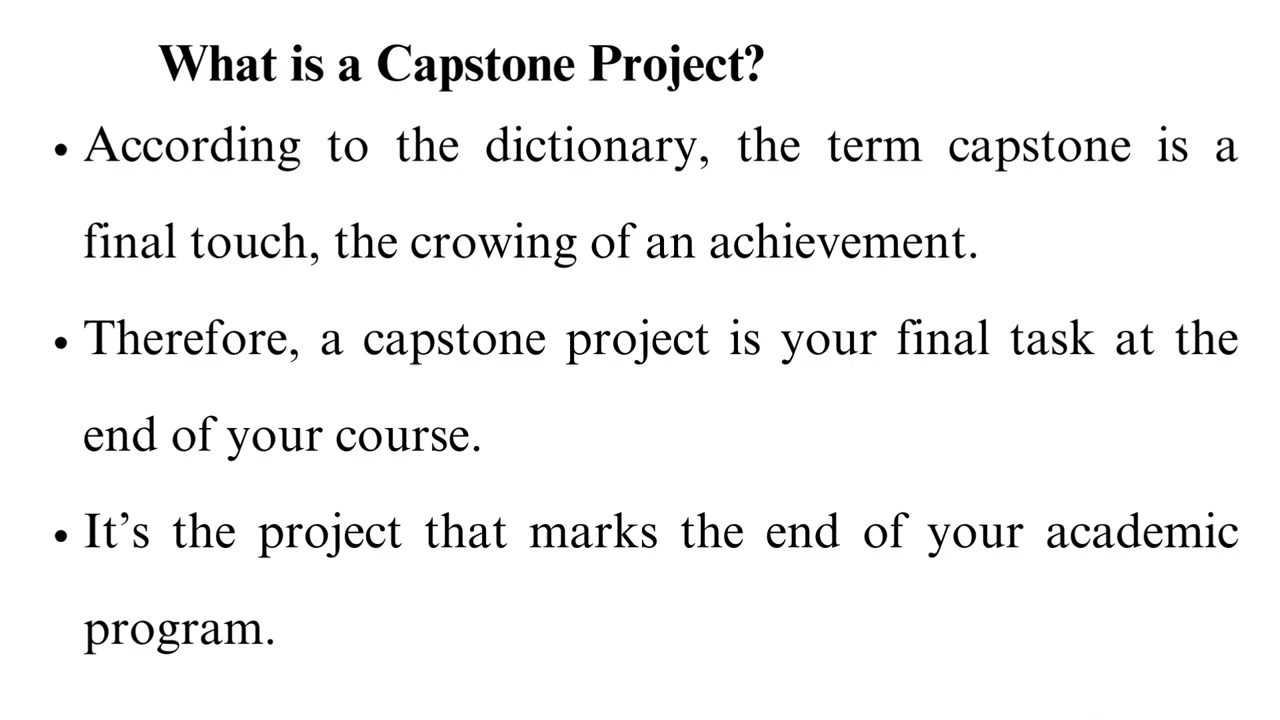 What is a Capstone Project?
• According to the dictionary, the term capstone is a
final touch, the crowing of an achievement.
• Therefore, a capstone project is your final task at the
end of your course.
• It’s the project that marks the end of your academic
program.